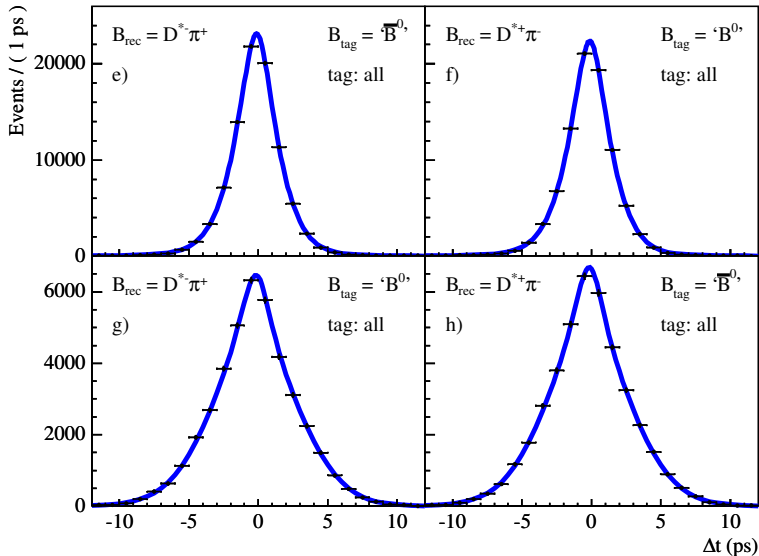 Events / ( 1 ps )
B_rec = D*-π+ B_tag = ‘B̅0’
e) tag: all
20000
10000
0
B_rec = D*+π- B_tag = ‘B0’
f) tag: all
B_rec = D*-π+ B_tag = ‘B0’
g) tag: all
6000
4000
2000
0
B_rec = D*+π- B_tag = ‘B̅0’
h) tag: all
-10 -5 0 5 10 -10 -5 0 5 10
Δt (ps)